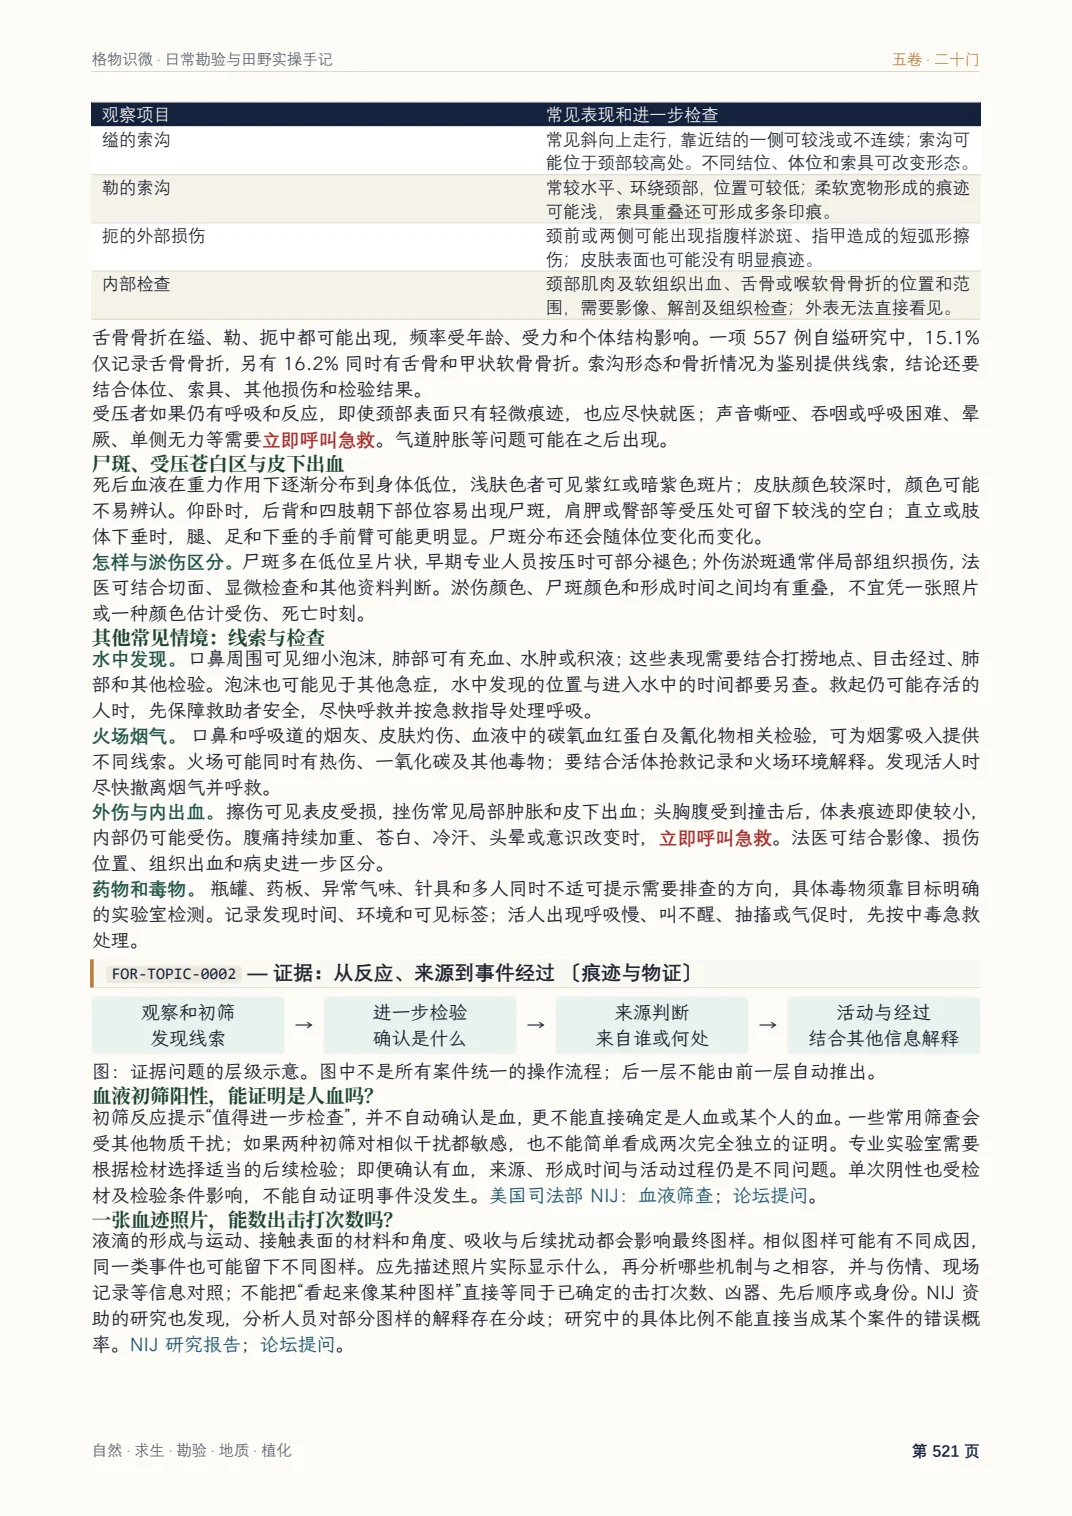 格物识微 · 日常勘验与田野实操手记
五卷 · 二十门
观察项目
常见表现和进一步检查
缢的索沟
常见斜向上走行，靠近结的一侧可较浅或不连续；索沟可
能位于颈部较高处。不同结位、体位和索具可改变形态。
勒的索沟
常较水平、环绕颈部，位置可较低；柔软宽物形成的痕迹
可能浅，索具重叠还可形成多条印痕。
扼的外部损伤
颈前或两侧可能出现指腹样淤斑、指甲造成的短弧形擦
伤；皮肤表面也可能没有明显痕迹。
内部检查
颈部肌肉及软组织出血、舌骨或喉软骨骨折的位置和范
围，需要影像、解剖及组织检查；外表无法直接看见。
舌骨骨折在缢、勒、扼中都可能出现，频率受年龄、受力和个体结构影响。一项 557 例自缢研究中，15.1%
仅记录舌骨骨折，另有 16.2% 同时有舌骨和甲状软骨骨折。索沟形态和骨折情况为鉴别提供线索，结论还要
结合体位、索具、其他损伤和检验结果。
受压者如果仍有呼吸和反应，即使颈部表面只有轻微痕迹，也应尽快就医；声音嘶哑、吞咽或呼吸困难、晕
厥、单侧无力等需要立即呼叫急救。气道肿胀等问题可能在之后出现。
尸斑、受压苍白区与皮下出血
死后血液在重力作用下逐渐分布到身体低位，浅肤色者可见紫红或暗紫色斑片；皮肤颜色较深时，颜色可能
不易辨认。仰卧时，后背和四肢朝下部位容易出现尸斑，肩胛或臀部等受压处可留下较浅的空白；直立或肢
体下垂时，腿、足和下垂的手前臂可能更明显。尸斑分布还会随体位变化而变化。
怎样与淤伤区分。尸斑多在低位呈片状，早期专业人员按压时可部分褪色；外伤淤斑通常伴局部组织损伤，法
医可结合切面、显微检查和其他资料判断。淤伤颜色、尸斑颜色和形成时间之间均有重叠，不宜凭一张照片
或一种颜色估计受伤、死亡时刻。
其他常见情境：线索与检查
水中发现。口鼻周围可见细小泡沫，肺部可有充血、水肿或积液；这些表现需要结合打捞地点、目击经过、肺
部和其他检验。泡沫也可能见于其他急症，水中发现的位置与进入水中的时间都要另查。救起仍可能存活的
人时，先保障救助者安全，尽快呼救并按急救指导处理呼吸。
火场烟气。 口鼻和呼吸道的烟灰、皮肤灼伤、血液中的碳氧血红蛋白及氰化物相关检验，可为烟雾吸入提供
不同线索。火场可能同时有热伤、一氧化碳及其他毒物；要结合活体抢救记录和火场环境解释。发现活人时
尽快撤离烟气并呼救。
外伤与内出血。擦伤可见表皮受损，挫伤常见局部肿胀和皮下出血；头胸腹受到撞击后，体表痕迹即使较小，
内部仍可能受伤。腹痛持续加重、苍白、冷汗、头晕或意识改变时，立即呼叫急救。法医可结合影像、损伤
位置、组织出血和病史进一步区分。
药物和毒物。 瓶罐、药板、异常气味、针具和多人同时不适可提示需要排查的方向，具体毒物须靠目标明确
的实验室检测。记录发现时间、环境和可见标签；活人出现呼吸慢、叫不醒、抽搐或气促时，先按中毒急救
处理。
FOR-TOPIC-0002 — 证据：从反应、来源到事件经过 〔痕迹与物证〕
观察和初筛
发现线索
→
进一步检验
确认是什么
→
来源判断
来自谁或何处
→
活动与经过
结合其他信息解释
图：证据问题的层级示意。图中不是所有案件统一的操作流程；后一层不能由前一层自动推出。
血液初筛阳性，能证明是人血吗？
初筛反应提示“值得进一步检查”，并不自动确认是血，更不能直接确定是人血或某个人的血。一些常用筛查会
受其他物质干扰；如果两种初筛对相似干扰都敏感，也不能简单看成两次完全独立的证明。专业实验室需要
根据检材选择适当的后续检验；即便确认有血，来源、形成时间与活动过程仍是不同问题。单次阴性也受检
材及检验条件影响，不能自动证明事件没发生。美国司法部 NIJ：血液筛查；论坛提问。
一张血迹照片，能数出击打次数吗？
液滴的形成与运动、接触表面的材料和角度、吸收与后续扰动都会影响最终图样。相似图样可能有不同成因，
同一类事件也可能留下不同图样。应先描述照片实际显示什么，再分析哪些机制与之相容，并与伤情、现场
记录等信息对照；不能把“看起来像某种图样”直接等同于已确定的击打次数、凶器、先后顺序或身份。NIJ 资
助的研究也发现，分析人员对部分图样的解释存在分歧；研究中的具体比例不能直接当成某个案件的错误概
率。NIJ 研究报告；论坛提问。
自然 · 求生 · 勘验 · 地质 · 植化
第 521 页